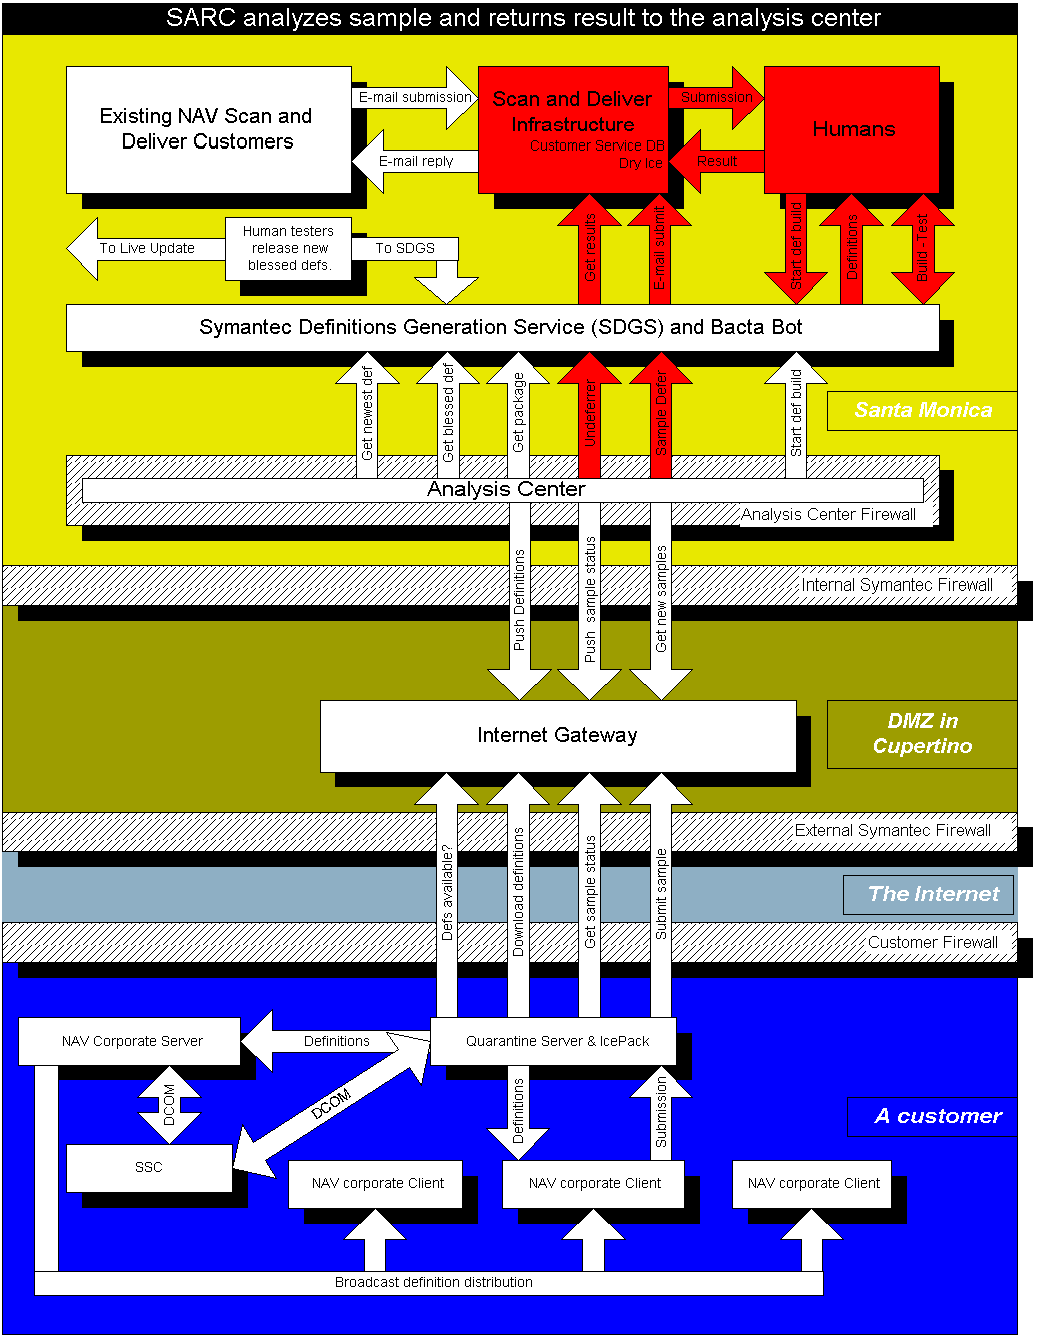 SARC analyzes sample and returns result to the analysis center
Existing NAV Scan and
Deliver Customers
E-mail submission
E-mail reply
Scan and Deliver
Infrastructure
Customer Service DB
Dry Ice
Submission
Result
Humans
To Live Update
Human testers
release new
blessed defs.
To SDGS
Get results
E-mail submit
Start def build
Definitions
Build -Test
Symantec Definitions Generation Service (SDGS) and Bacta Bot
Get newest def
Get blessed def
Get package
Undeferrer
Sample Defer
Start def build
Santa Monica
Analysis Center
Analysis Center Firewall
Push Definitions
Push sample status
Get new samples
Internal Symantec Firewall
Internet Gateway
DMZ in
Cupertino
External Symantec Firewall
Defs available?
Download definitions
Get sample status
Submit sample
The Internet
Customer Firewall
NAV Corporate Server
Definitions
Quarantine Server & IcePack
DCOM
DCOM
Definitions
Submission
A customer
SSC
NAV corporate Client
NAV corporate Client
NAV corporate Client
Broadcast definition distribution